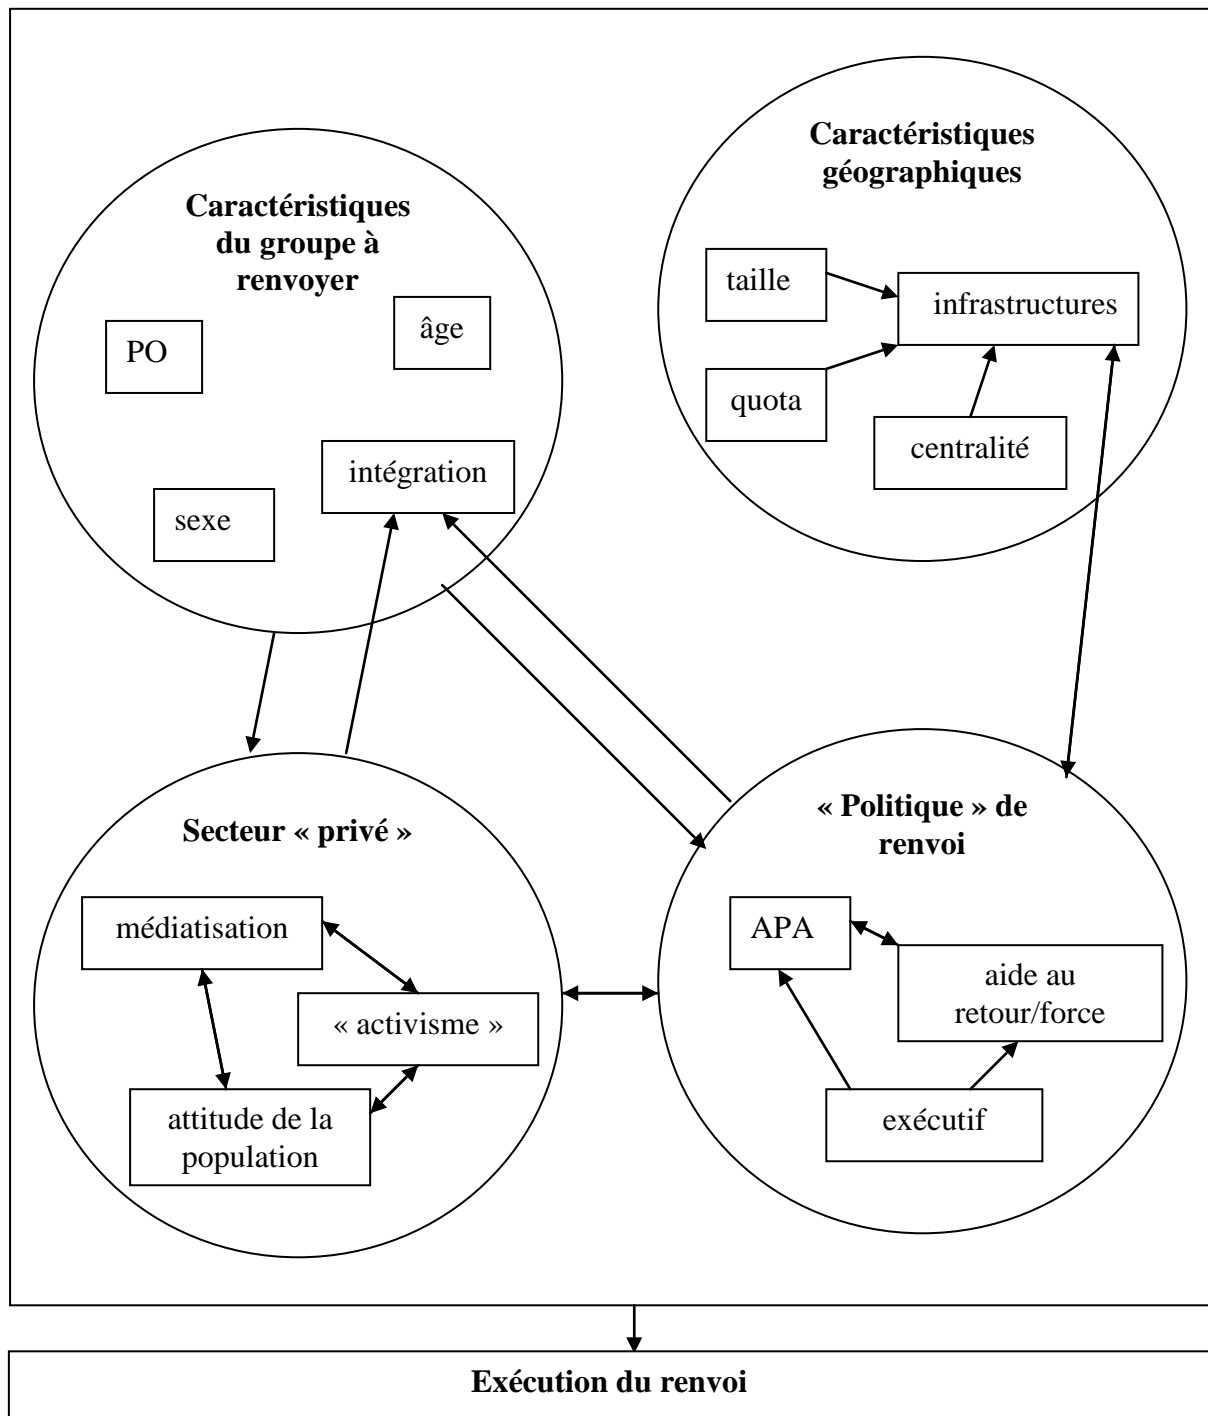 Caractéristiques
du groupe à
renvoyer
PO
âge
intégration
sexe
Caractéristiques
géographiques
taille
infrastructures
quota
centralité
Secteur « privé »
médiatisation
« activisme »
attitude de la
population
« Politique » de
renvoi
APA
aide au
retour/force
exécutif
Exécution du renvoi